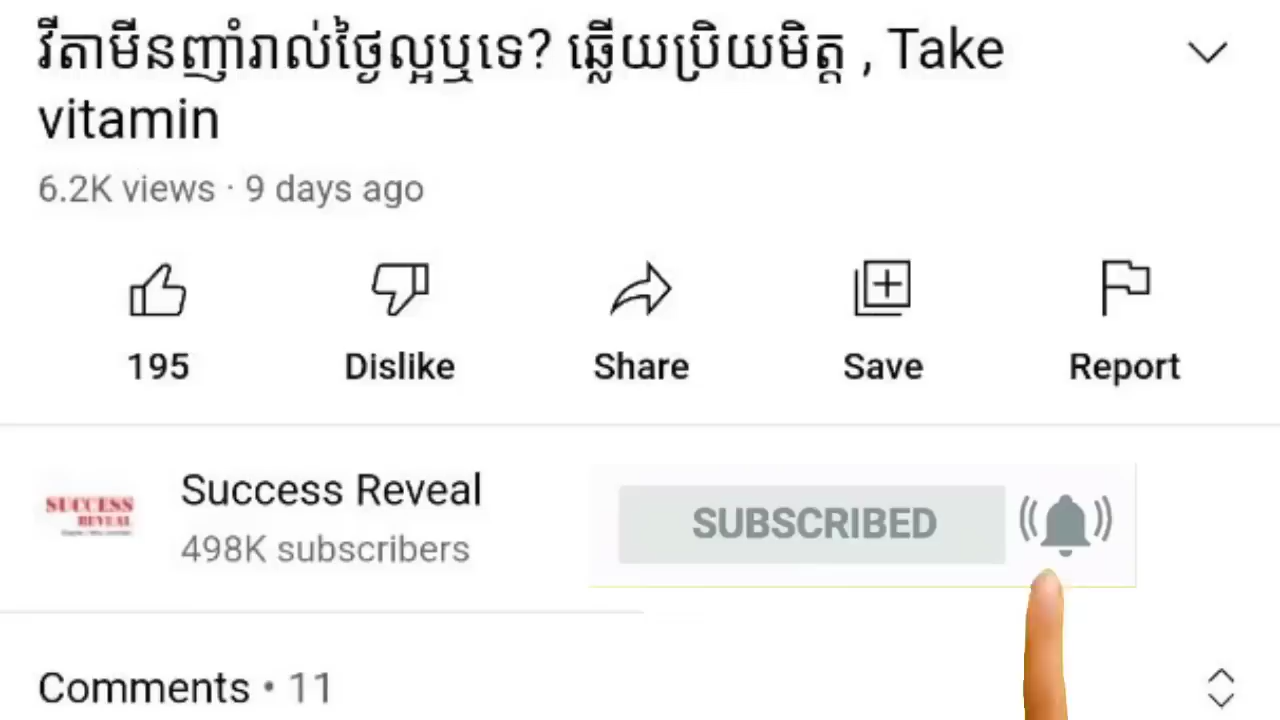 វីតាមីនញ៉ាំរាល់ថ្ងៃល្អឬទេ? ឆ្លើយប្រិយមិត្ត , Take
vitamin
6.2K views · 9 days ago
195 Dislike Share Save Report
SUCCESS
REVEAL
Success Reveal
498K subscribers
SUBSCRIBED
Comments • 11